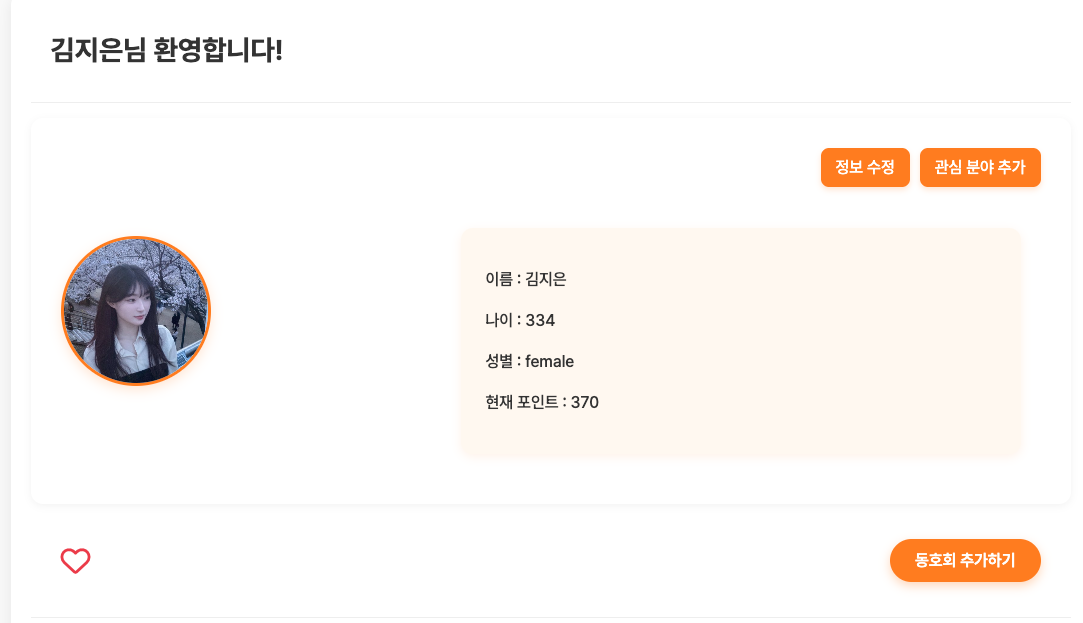 김지은님 환영합니다!
정보 수정
관심 분야 추가
이름 : 김지은
나이 : 334
성별 : female
현재 포인트 : 370
동호회 추가하기